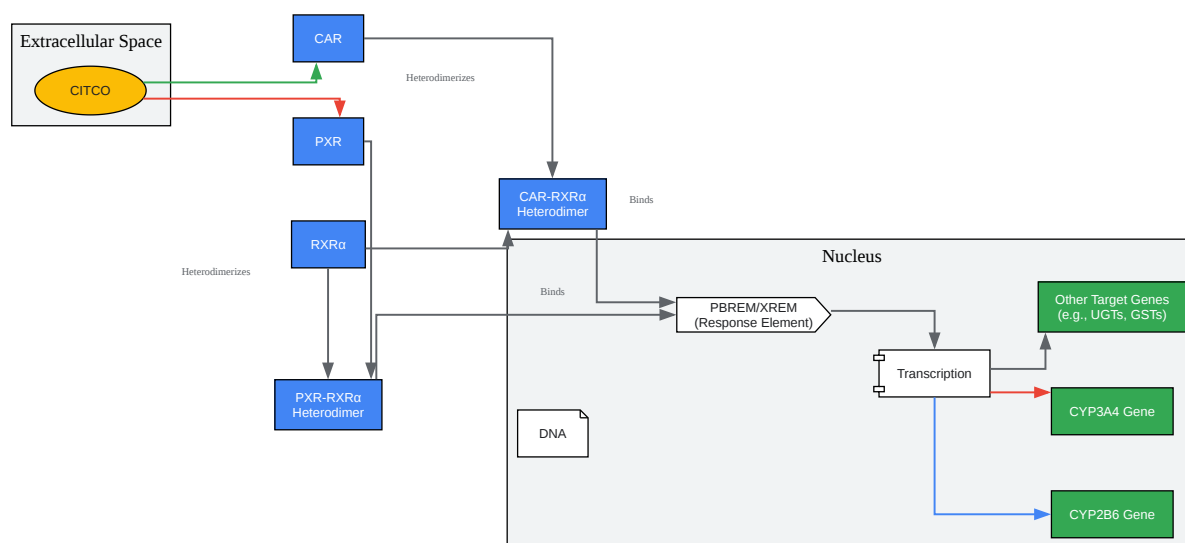 Extracellular Space
CITCO
CAR
Heterodimerizes
PXR
CAR-RXRα
Heterodimer
Binds
RXRα
Heterodimerizes
Nucleus
Binds
PBREM/XREM
(Response Element)
Other Target Genes
(e.g., UGTs, GSTs)
Transcription
PXR-RXRα
Heterodimer
CYP3A4 Gene
DNA
CYP2B6 Gene